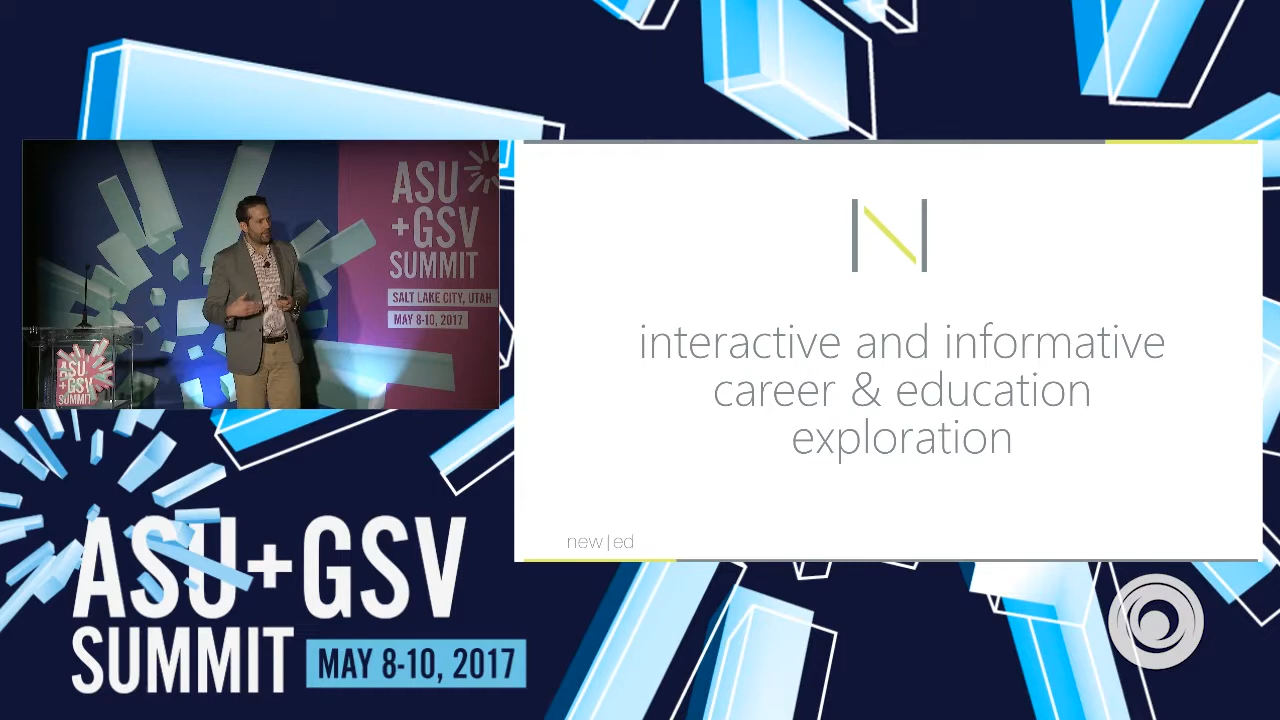 ASU
+GSV
SUMMIT
SALT LAKE CITY, UTAH
MAY 8-10, 2017
ASU
+GSV
SUMMIT
N
interactive and informative
career & education
exploration
new|ed
ASU+GSV
SUMMIT
MAY 8-10, 2017